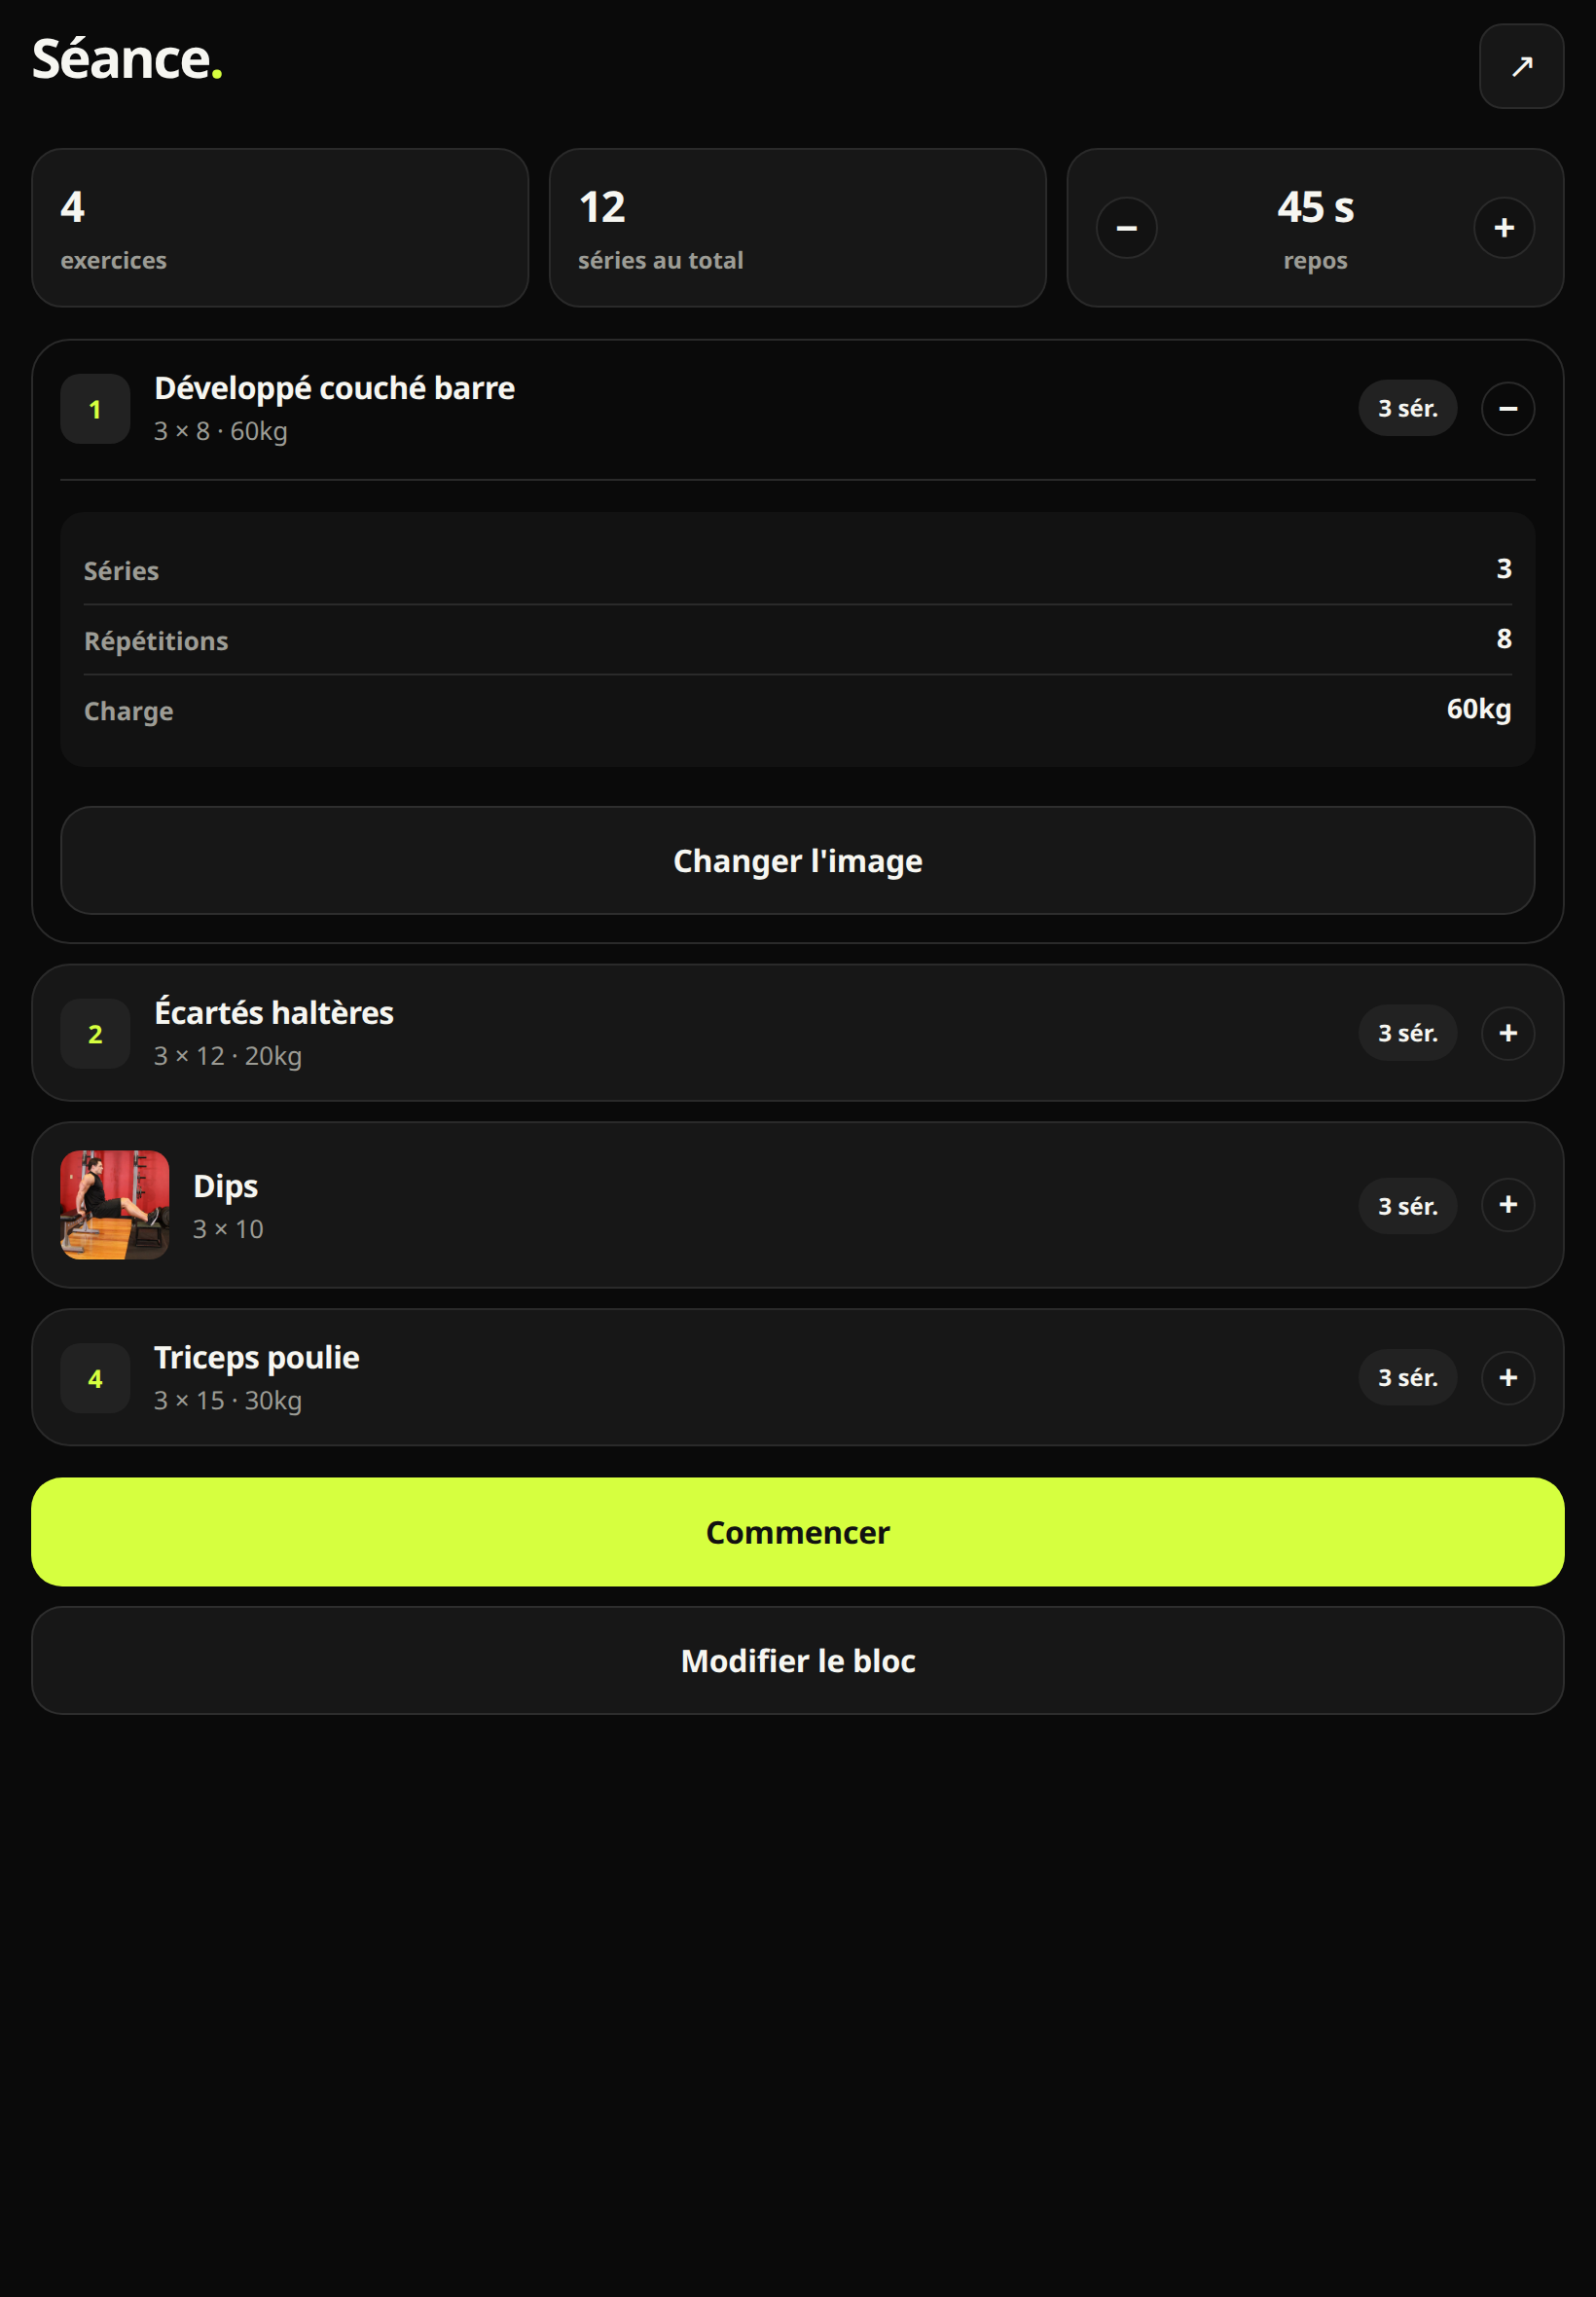 Séance.
↗
4
exercices
12
séries au total
−
45 s
repos
+
1
Développé couché barre
3 × 8 · 60kg
3 sér.
−
Séries
3
Répétitions
8
Charge
60kg
Changer l'image
2
Écartés haltères
3 × 12 · 20kg
3 sér.
+
Dips
3 × 10
3 sér.
+
4
Triceps poulie
3 × 15 · 30kg
3 sér.
+
Commencer
Modifier le bloc